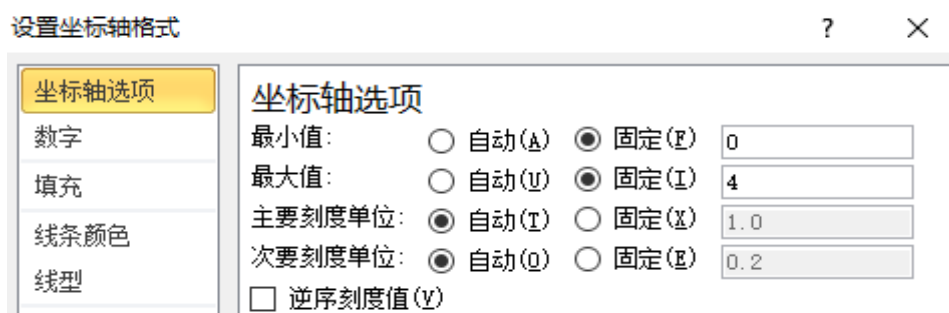 设置坐标轴格式 ? ×
坐标轴选项
数字
填充
线条颜色
线型
坐标轴选项
最小值: 自动(A) 固定(F) 0
最大值: 自动(U) 固定(I) 4
主要刻度单位: 自动(T) 固定(X) 1.0
次要刻度单位: 自动(O) 固定(E) 0.2
逆序刻度值(V)